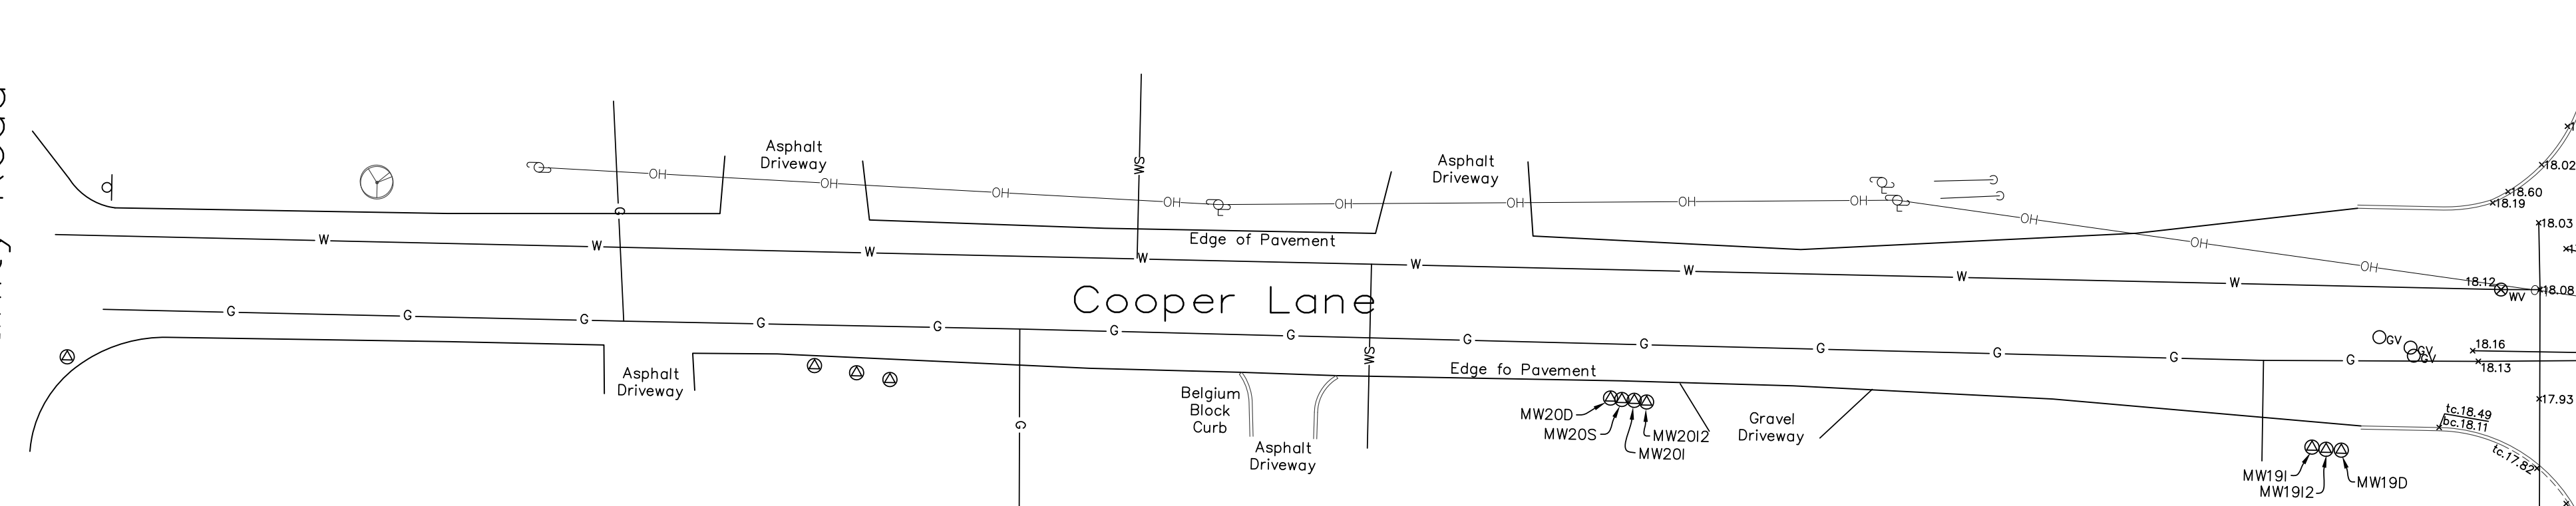 Asphalt
Driveway
Asphalt
Driveway
18.02
18.60
18.19
18.03
OH
OH
OH
OH
OH
OH
OH
OH
OH
OH
OH
WS
G
Edge of Pavement
W
W
W
W
W
W
W
W
18.12
WV
18.08
Cooper Lane
G
G
G
G
G
G
G
G
G
G
G
G
G
GV
GV
GV
18.16
18.13
WS
Edge fo Pavement
Asphalt
Driveway
Belgium
Block
Curb
Asphalt
Driveway
G
MW20D
MW20S
MW20I2
MW20I
Gravel
Driveway
17.93
tc.18.49
bc.18.11
tc.17.82
MW19I
MW19I2
MW19D